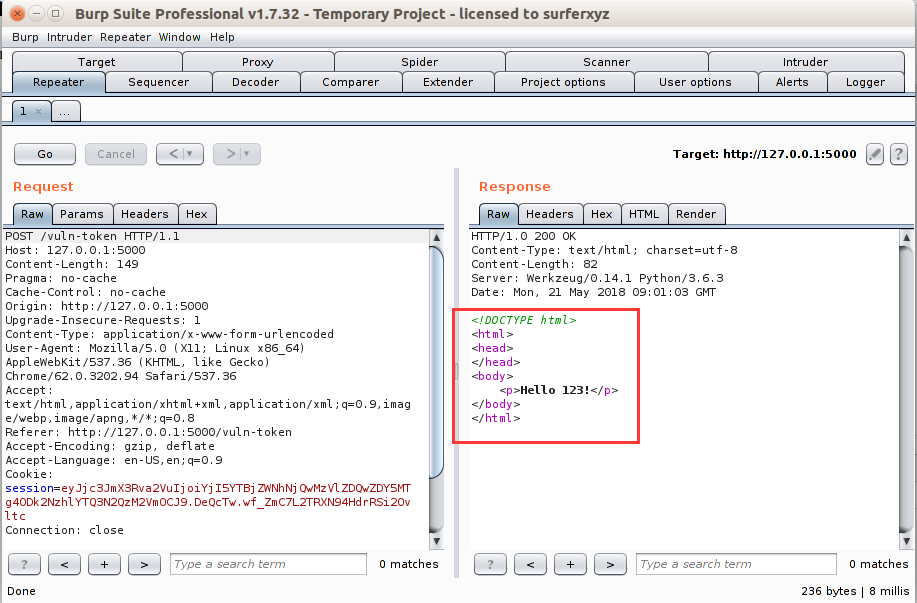 Burp Suite Professional v1.7.32 - Temporary Project - licensed to surferxyz
Burp Intruder Repeater Window Help
Target Proxy Spider Scanner Intruder
Repeater Sequencer Decoder Comparer Extender Project options User options Alerts Logger
1 × ...
Go Cancel < ▼ > ▼ Target: http://127.0.0.1:5000 ?
Request
Raw Params Headers Hex
POST /vuln-token HTTP/1.1
Host: 127.0.0.1:5000
Content-Length: 149
Pragma: no-cache
Cache-Control: no-cache
Origin: http://127.0.0.1:5000
Upgrade-Insecure-Requests: 1
Content-Type: application/x-www-form-urlencoded
User-Agent: Mozilla/5.0 (X11; Linux x86_64)
AppleWebKit/537.36 (KHTML, like Gecko)
Chrome/62.0.3202.94 Safari/537.36
Accept:
text/html,application/xhtml+xml,application/xml;q=0.9,imag
e/webp,image/apng,*/*;q=0.8
Referer: http://127.0.0.1:5000/vuln-token
Accept-Encoding: gzip, deflate
Accept-Language: en-US,en;q=0.9
Cookie:
session=eyJjc3JmX3Rva2VuIjoiYjI5YTBjZWNhNjQwMzVlZDQwZDY5MT
g4ODk2NzhlYTQ3N2QzM2VmOCJ9.DeQcTw.wf_ZmC7L2TRXN94HdrRSi2Ov
ltc
Connection: close
? < + > Type a search term 0 matches
Response
Raw Headers Hex HTML Render
HTTP/1.0 200 OK
Content-Type: text/html; charset=utf-8
Content-Length: 82
Server: Werkzeug/0.14.1 Python/3.6.3
Date: Mon, 21 May 2018 09:01:03 GMT
<!DOCTYPE html>
<html>
<head>
</head>
<body>
<p>Hello 123!</p>
</body>
</html>
? < + > Type a search term 0 matches
Done 236 bytes | 8 millis